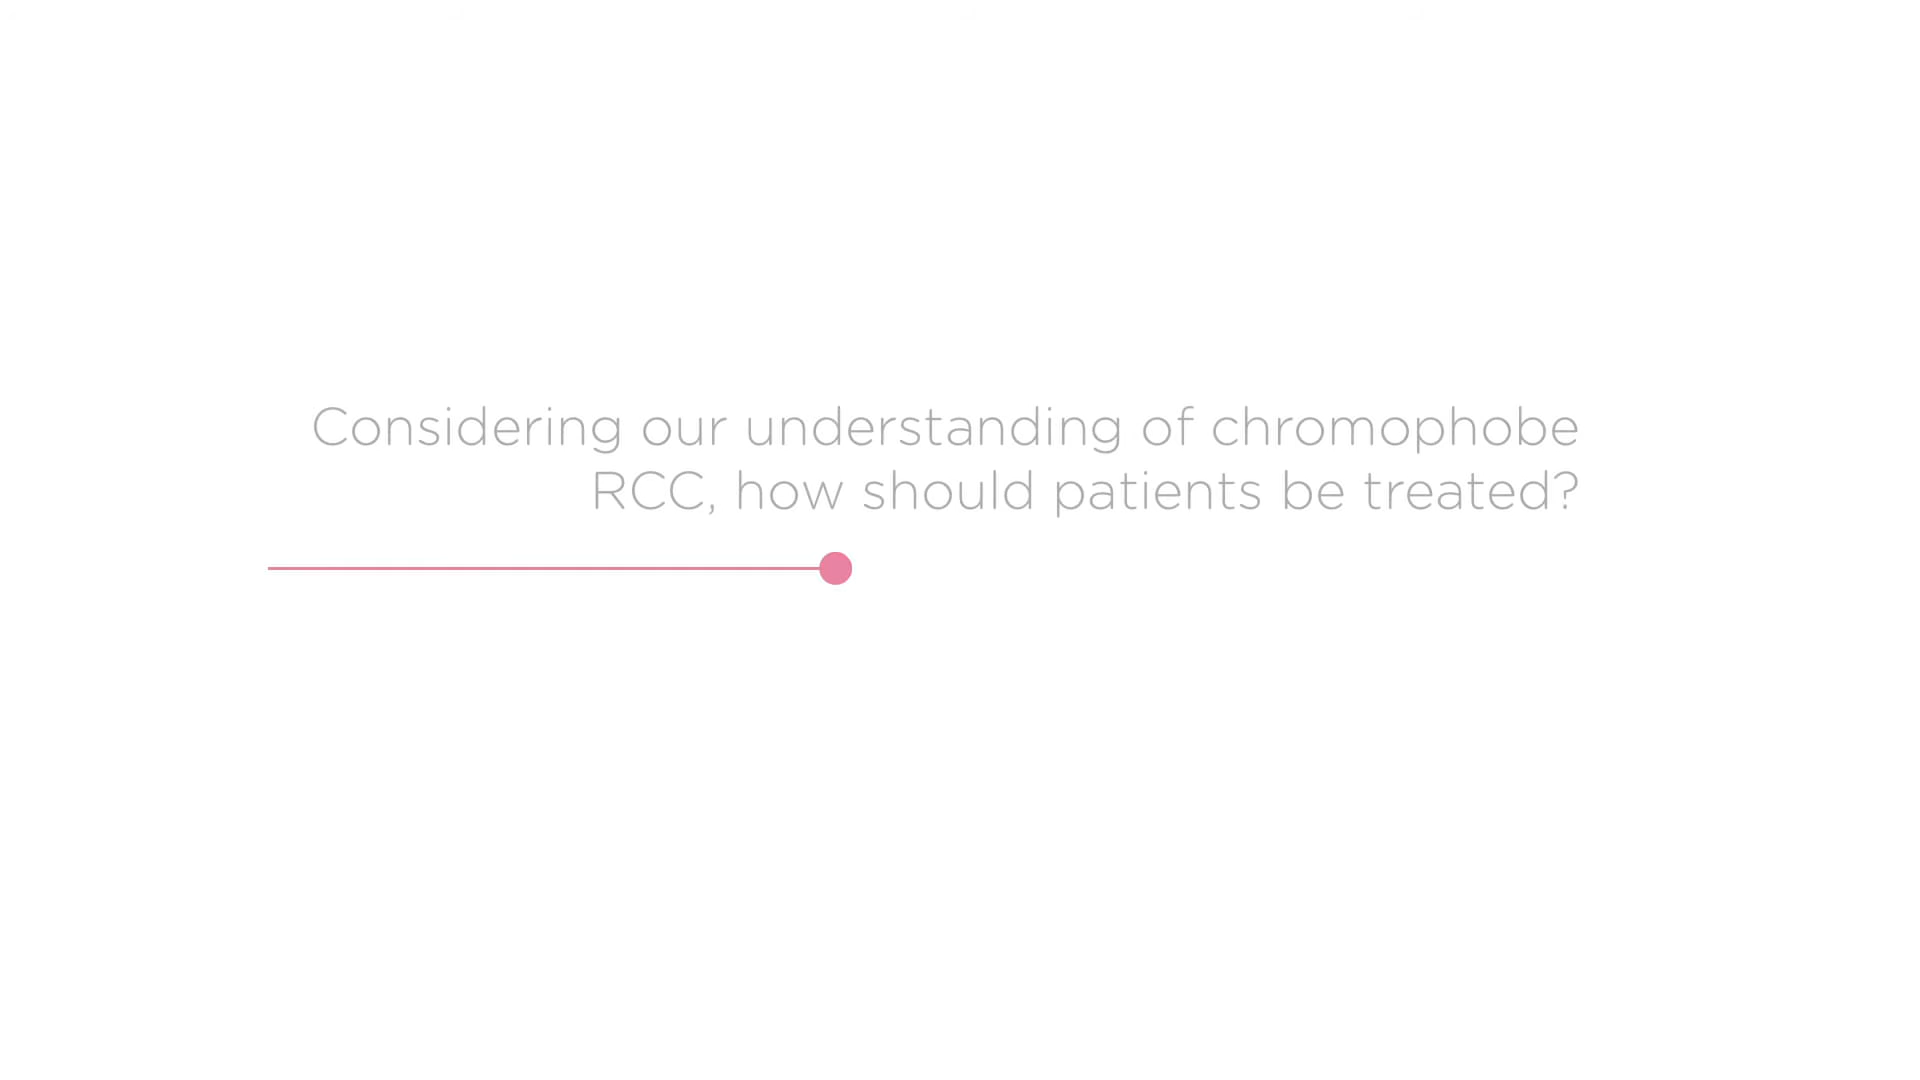 Considering our understanding of chromophobe
RCC, how should patients be treated?